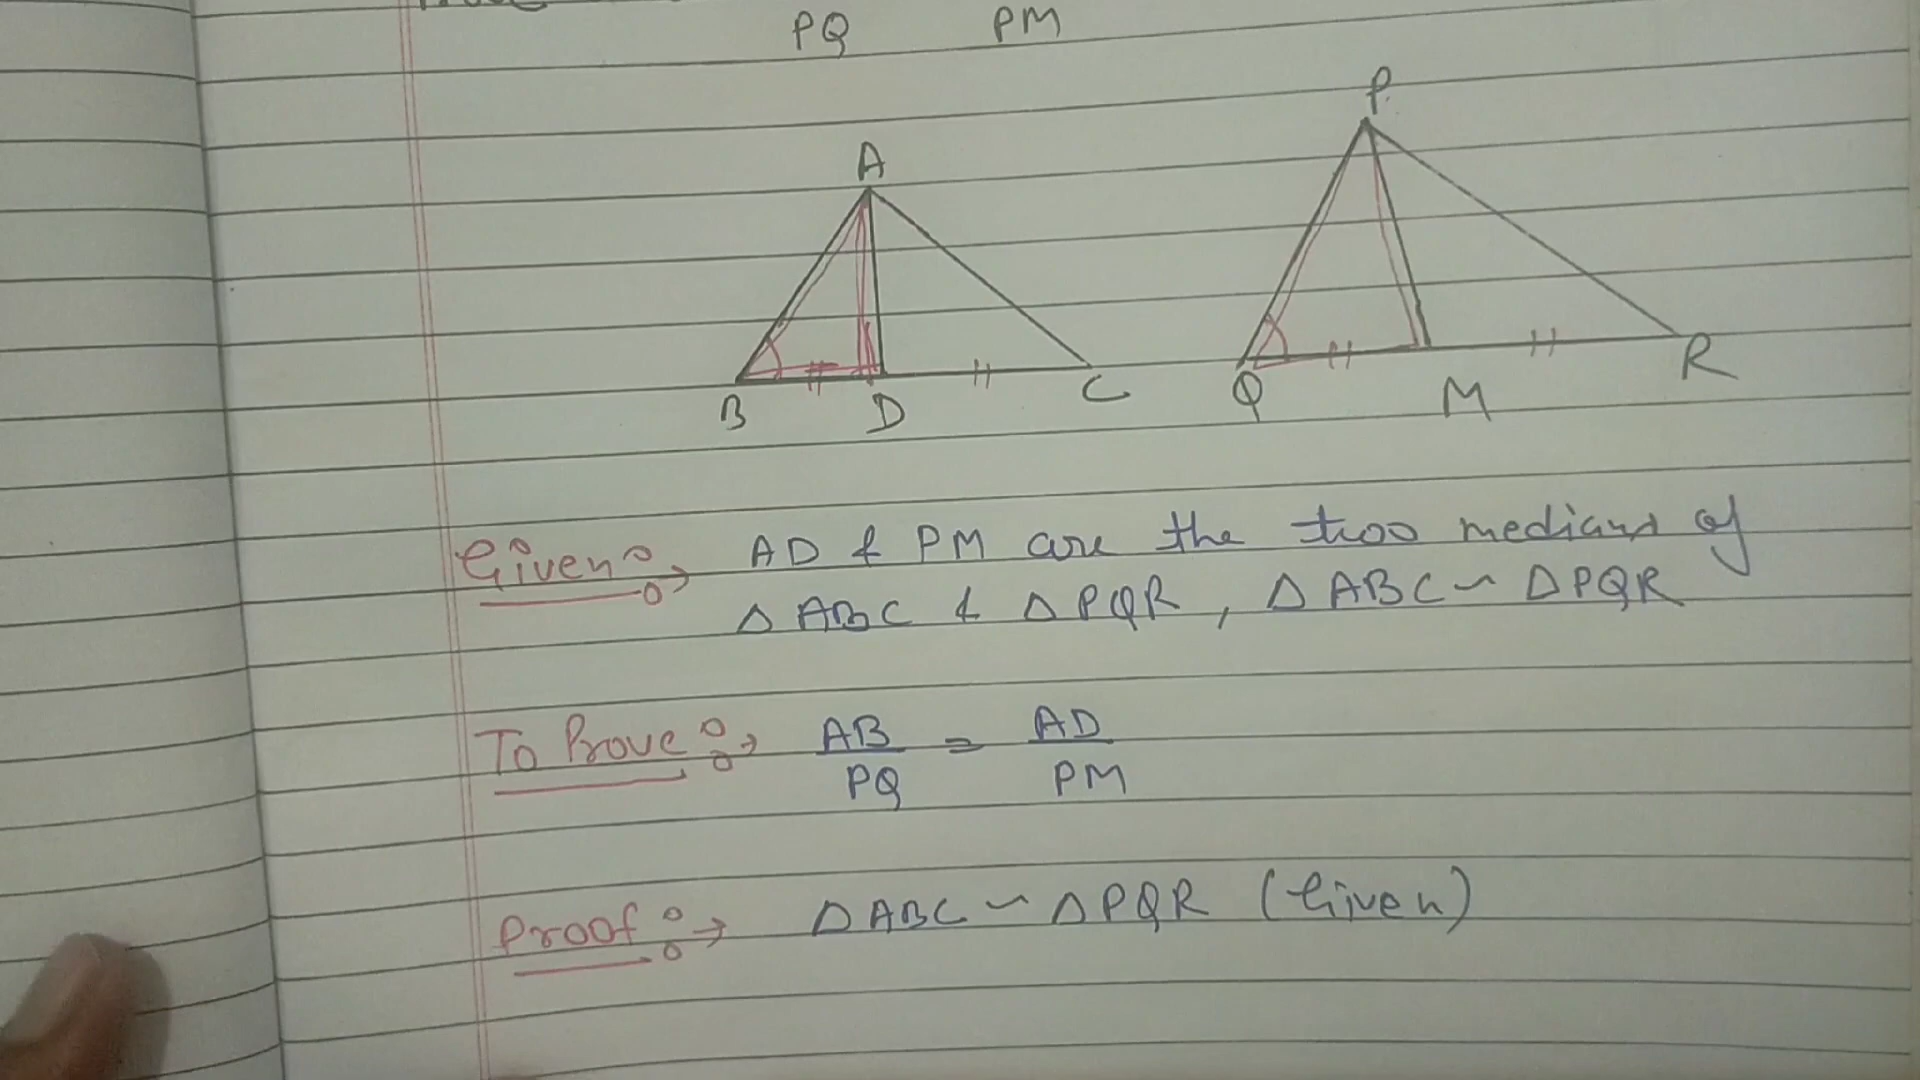 PQ PM
A
P
B D C
Q M R
Given:→ AD & PM are the two medians of
△ ABC & △ PQR, △ ABC ~ △PQR
To Prove:→ AB/PQ = AD/PM
Proof:→ △ABC ~ △PQR (Given)